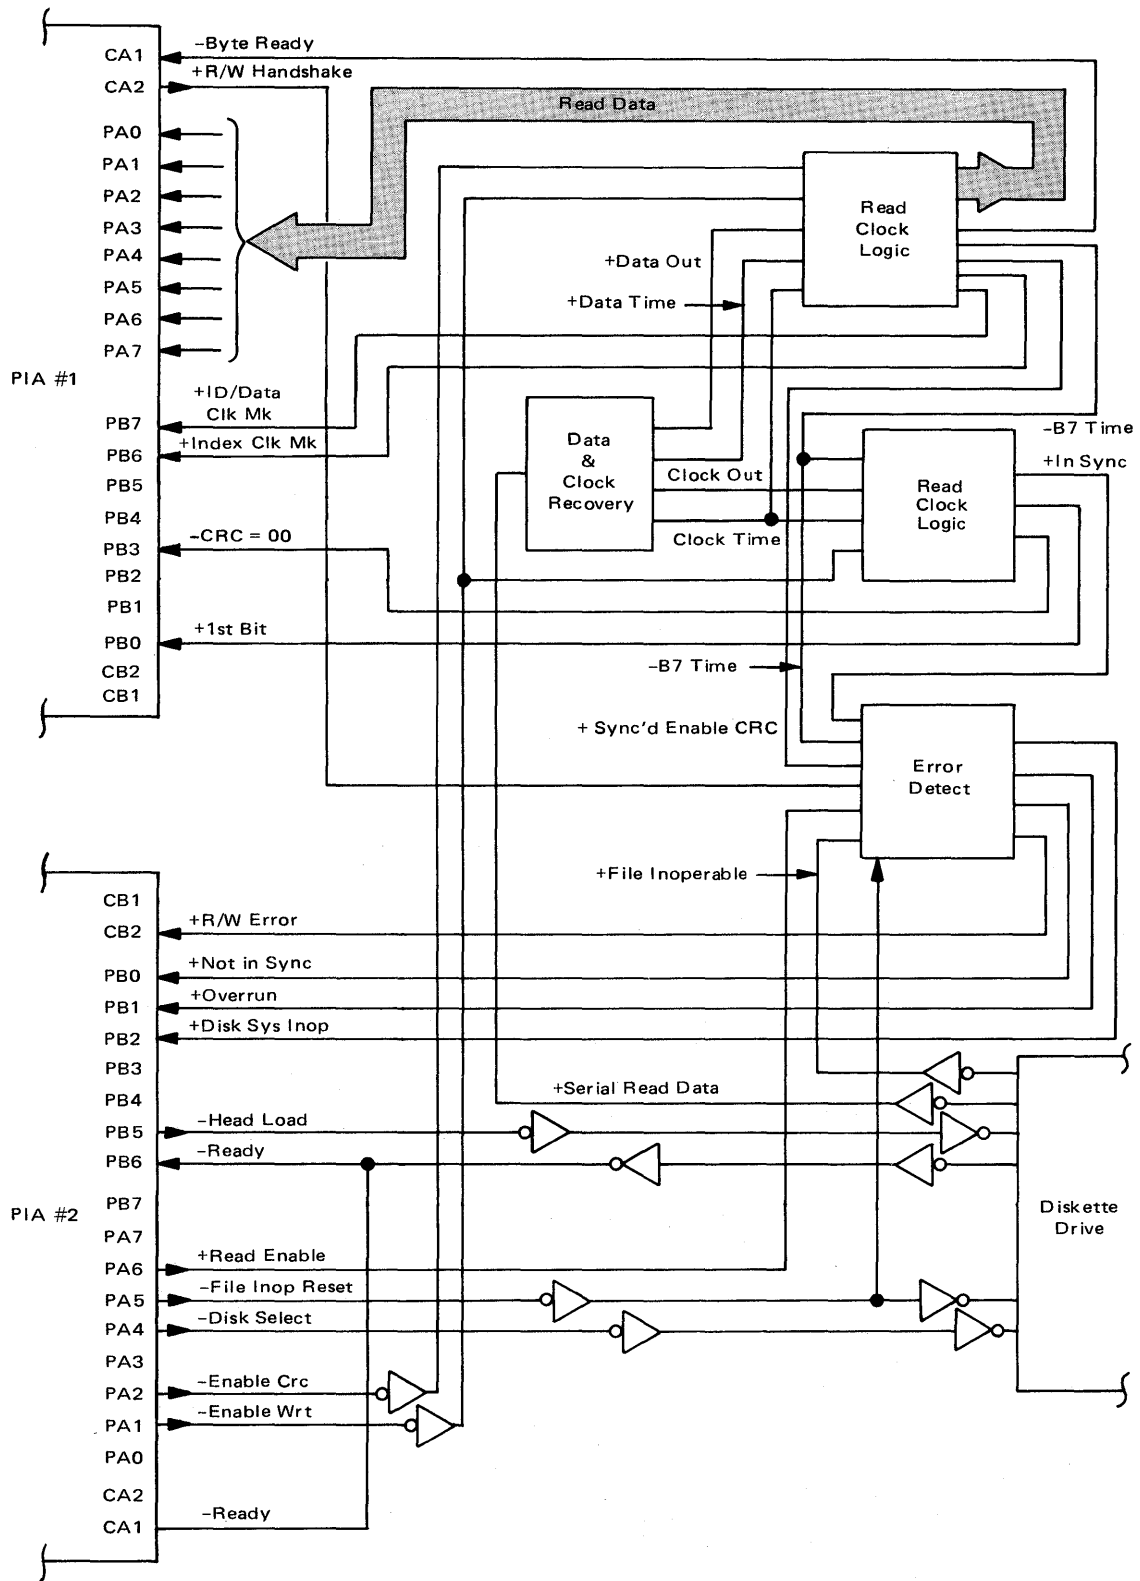 CA1
-Byte Ready
CA2
+R/W Handshake
Read Data
PA0
PA1
PA2
PA3
PA4
PA5
PA6
PA7
PIA #1
Read
Clock
Logic
+Data Out
+Data Time
+ID/Data
Clk Mk
PB7
+Index Clk Mk
PB6
PB5
PB4
-CRC = 00
PB3
PB2
PB1
+1st Bit
PB0
CB2
CB1
Data
&
Clock
Recovery
Clock Out
Clock Time
-B7 Time
+In Sync
Read
Clock
Logic
-B7 Time
+ Sync'd Enable CRC
Error
Detect
+File Inoperable
CB1
CB2
+R/W Error
PB0
+Not in Sync
PB1
+Overrun
PB2
+Disk Sys Inop
PB3
PB4
+Serial Read Data
PB5
-Head Load
PB6
-Ready
PB7
PIA #2
PA7
PA6
+Read Enable
PA5
-File Inop Reset
PA4
-Disk Select
PA3
PA2
-Enable Crc
PA1
-Enable Wrt
PA0
CA2
CA1
-Ready
Diskette
Drive